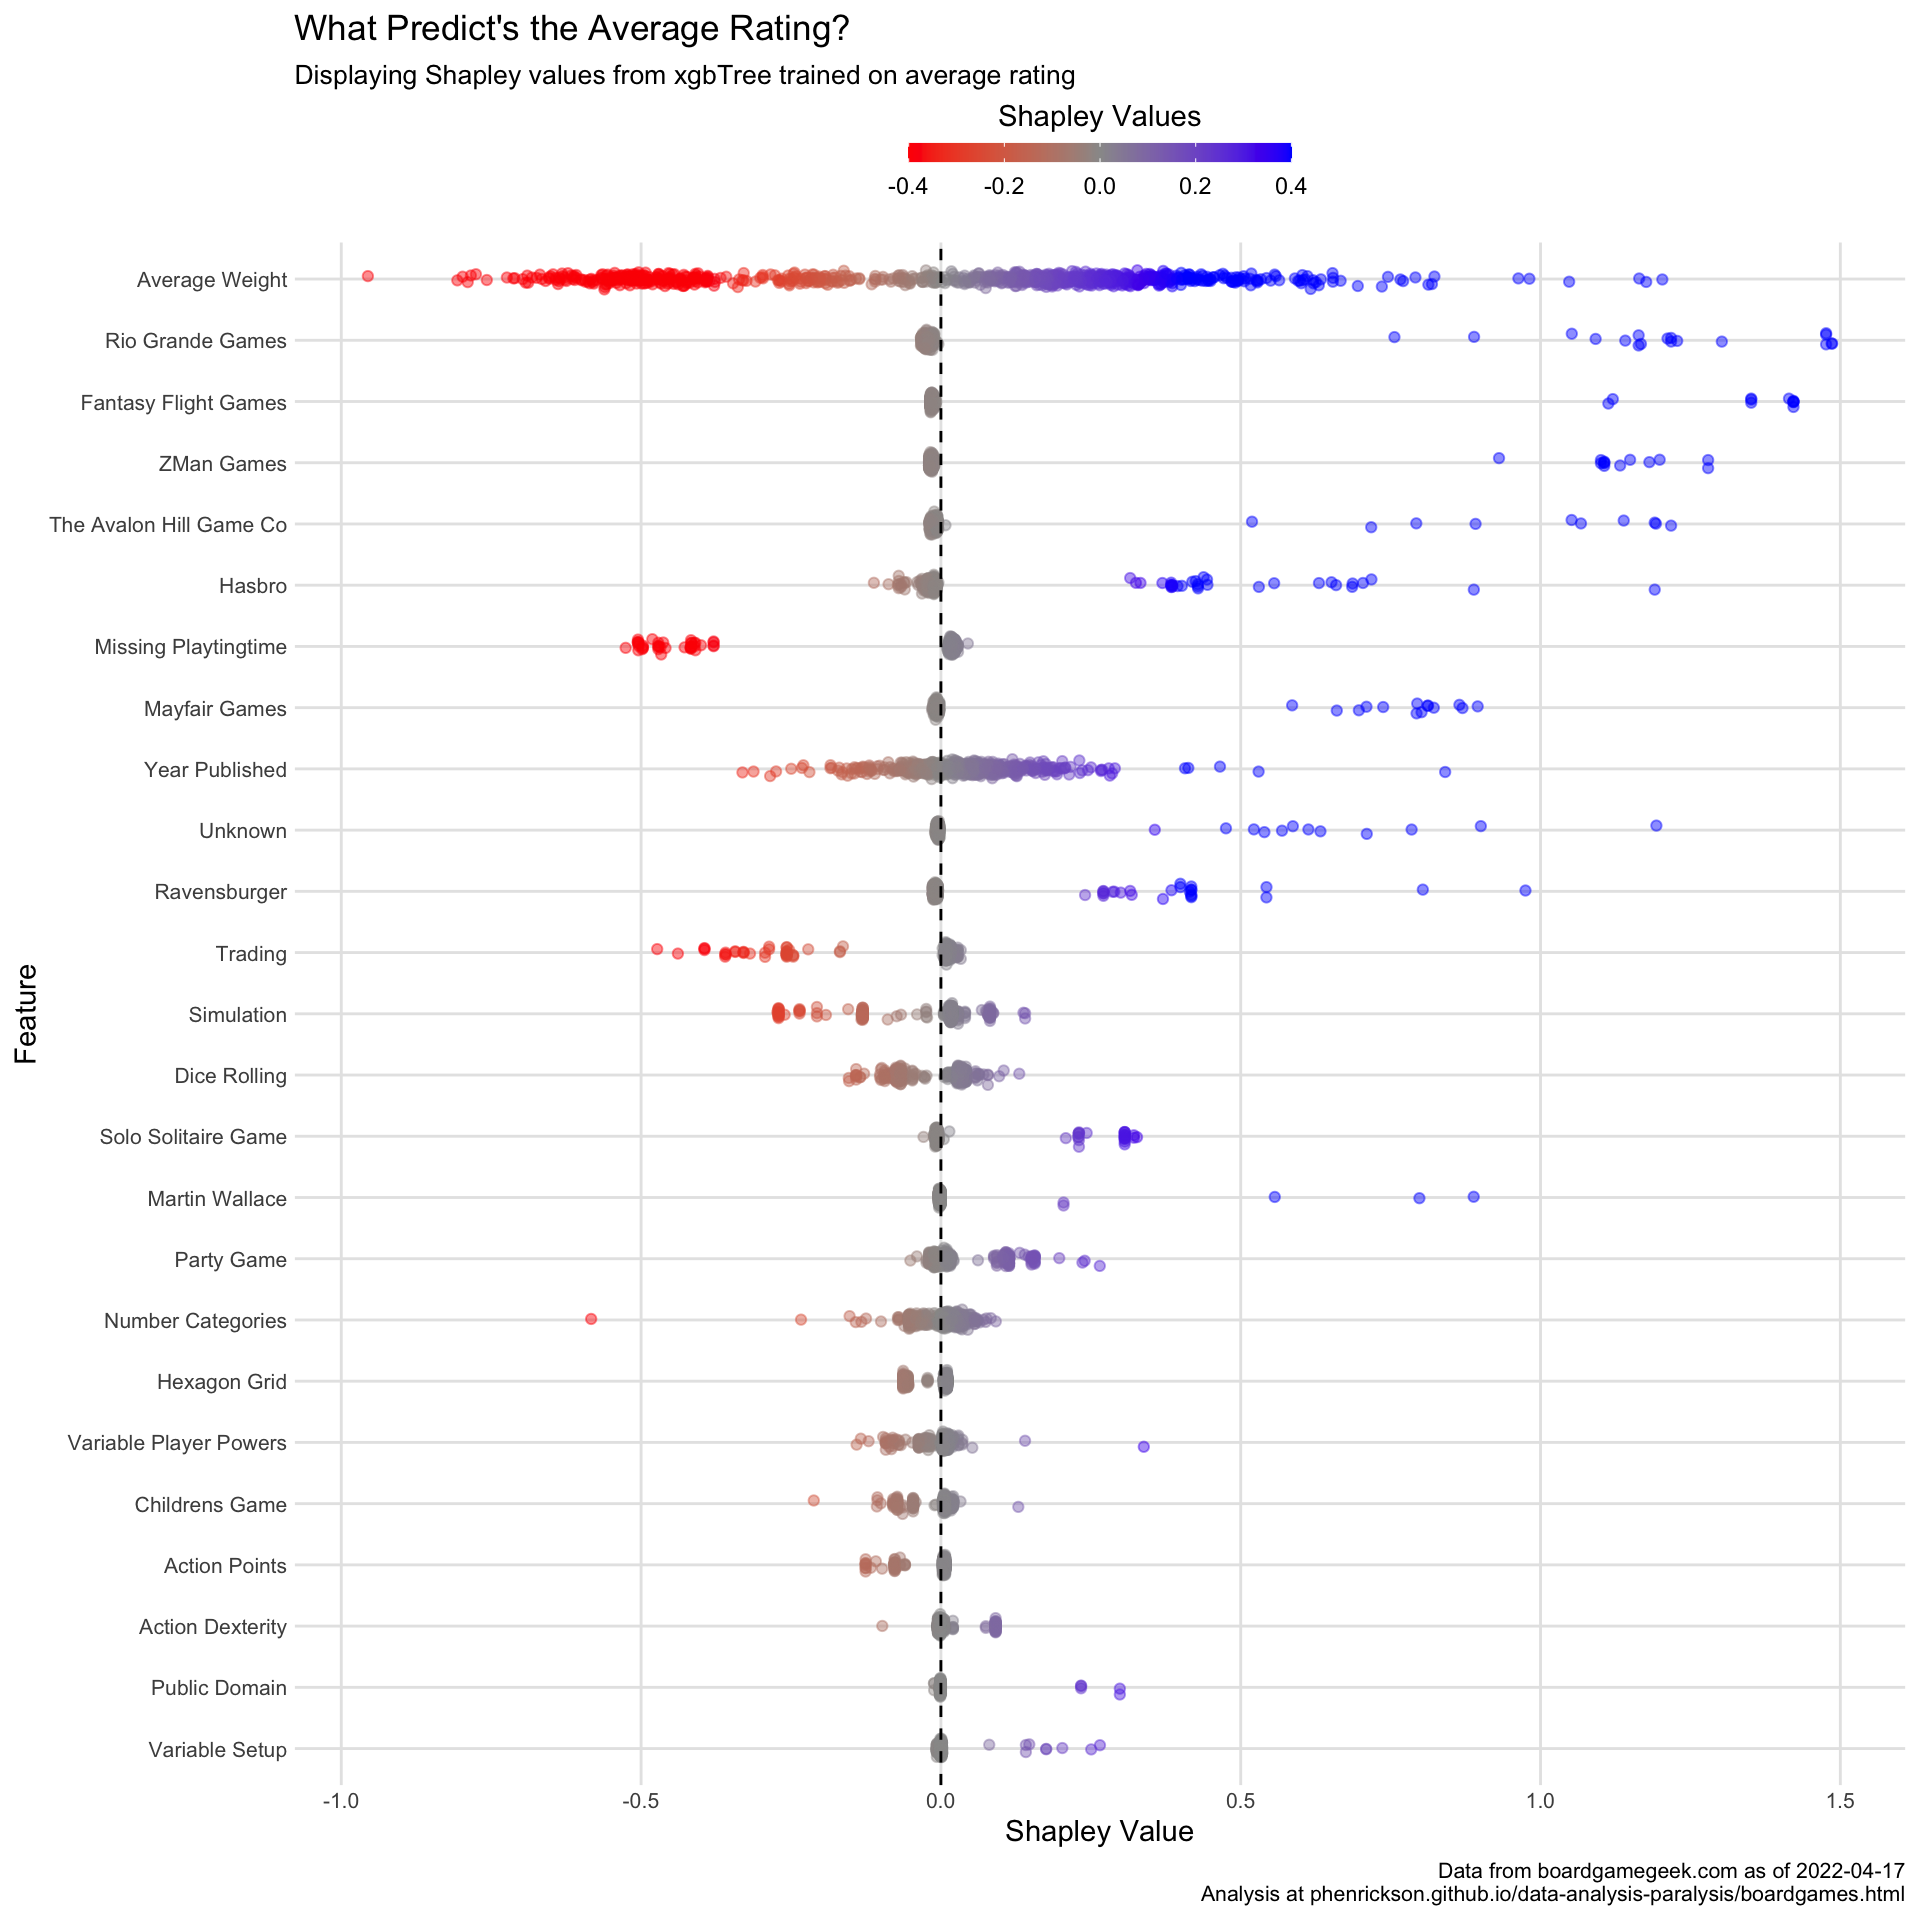 What Predict's the Average Rating?
Displaying Shapley values from xgbTree trained on average rating
Shapley Values
-0.4 -0.2 0.0 0.2 0.4
Feature
Average Weight
Rio Grande Games
Fantasy Flight Games
ZMan Games
The Avalon Hill Game Co
Hasbro
Missing Playtingtime
Mayfair Games
Year Published
Unknown
Ravensburger
Trading
Simulation
Dice Rolling
Solo Solitaire Game
Martin Wallace
Party Game
Number Categories
Hexagon Grid
Variable Player Powers
Childrens Game
Action Points
Action Dexterity
Public Domain
Variable Setup
-1.0 -0.5 0.0 0.5 1.0 1.5
Shapley Value
Data from boardgamegeek.com as of 2022-04-17
Analysis at phenrickson.github.io/data-analysis-paralysis/boardgames.html